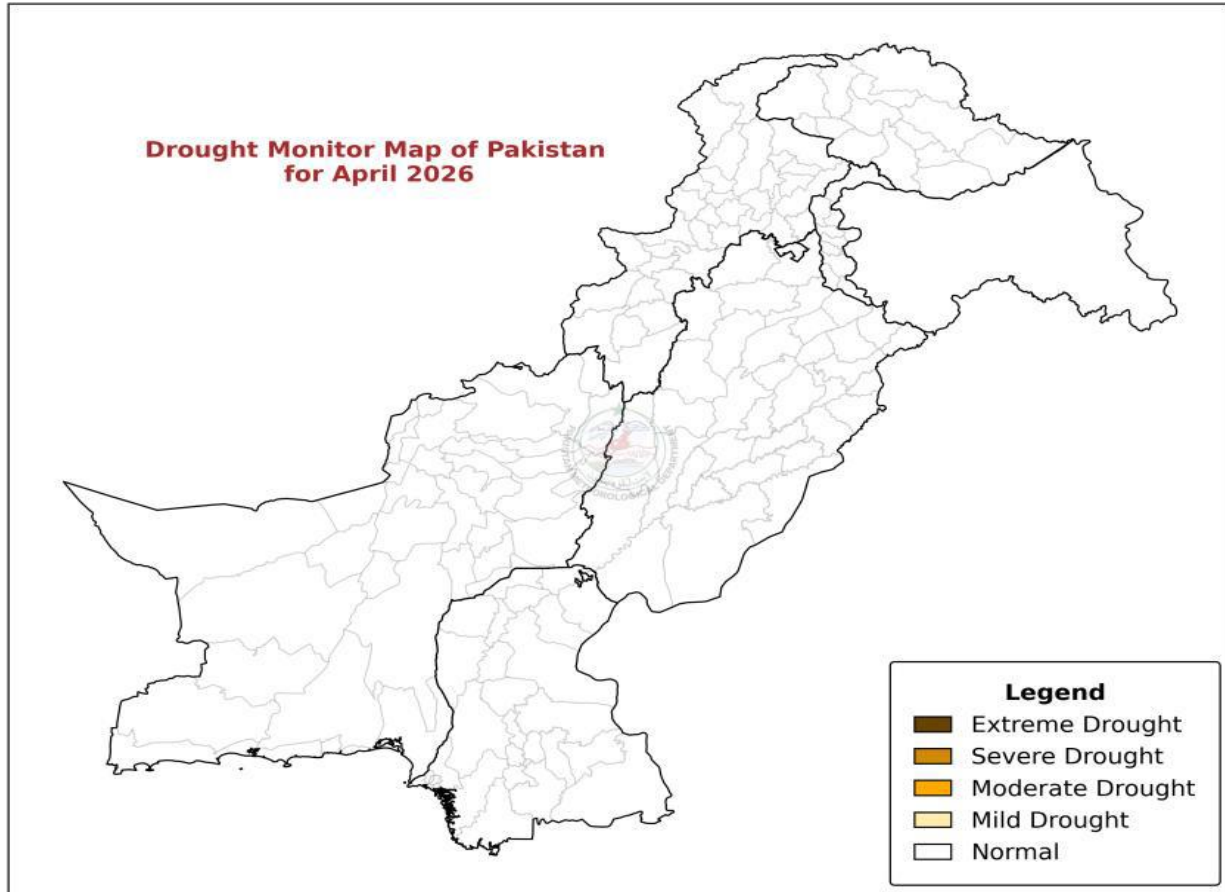 Drought Monitor Map of Pakistan
for April 2026
Legend
Extreme Drought
Severe Drought
Moderate Drought
Mild Drought
Normal